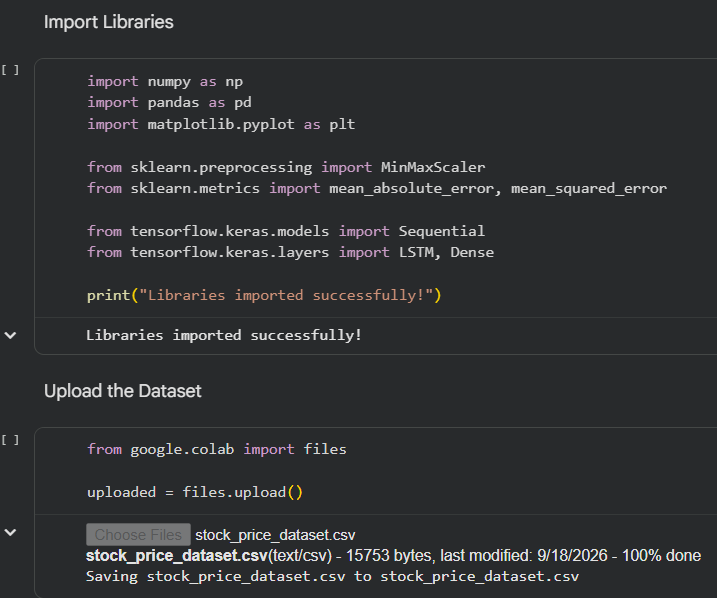 Import Libraries
[ ]
import numpy as np
import pandas as pd
import matplotlib.pyplot as plt
from sklearn.preprocessing import MinMaxScaler
from sklearn.metrics import mean_absolute_error, mean_squared_error
from tensorflow.keras.models import Sequential
from tensorflow.keras.layers import LSTM, Dense
print("Libraries imported successfully!")
Libraries imported successfully!
Upload the Dataset
[ ]
from google.colab import files
uploaded = files.upload()
Choose Files stock_price_dataset.csv
stock_price_dataset.csv(text/csv) - 15753 bytes, last modified: 9/18/2026 - 100% done
Saving stock_price_dataset.csv to stock_price_dataset.csv